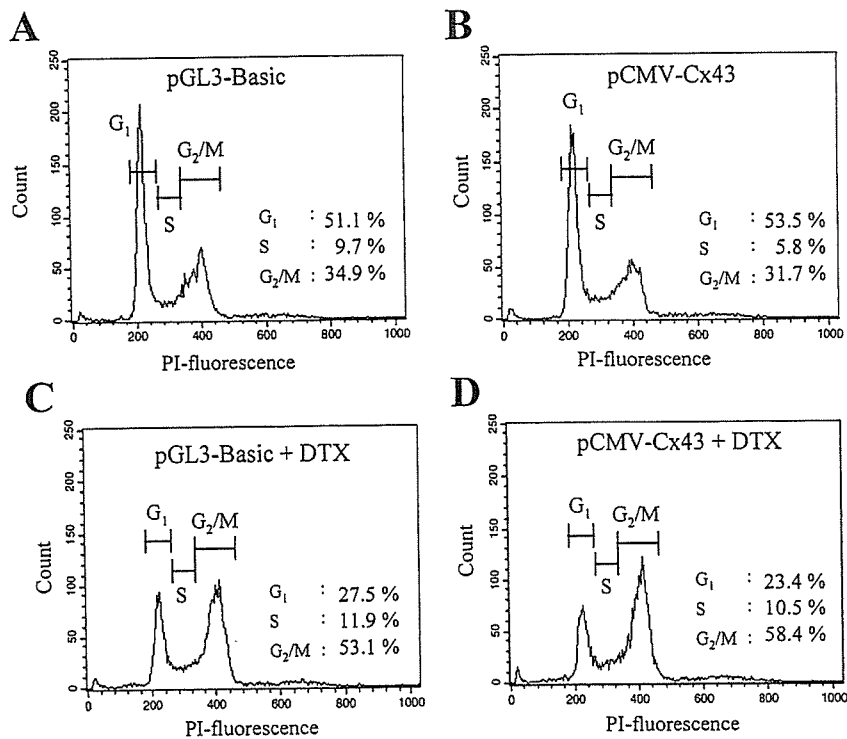 A
pGL3-Basic
250
200
150
100
50
0
Count
G1
G2/M
S
G1 : 51.1 %
S : 9.7 %
G2/M : 34.9 %
0 200 400 600 800 1000
PI-fluorescence
B
pCMV-Cx43
250
200
150
100
50
0
Count
G1
G2/M
S
G1 : 53.5 %
S : 5.8 %
G2/M : 31.7 %
0 200 400 600 800 1000
PI-fluorescence
C
pGL3-Basic + DTX
250
200
150
100
50
0
Count
G1
G2/M
S
G1 : 27.5 %
S : 11.9 %
G2/M : 53.1 %
0 200 400 600 800 1000
PI-fluorescence
D
pCMV-Cx43 + DTX
250
200
150
100
50
0
Count
G1
G2/M
S
G1 : 23.4 %
S : 10.5 %
G2/M : 58.4 %
0 200 400 600 800 1000
PI-fluorescence